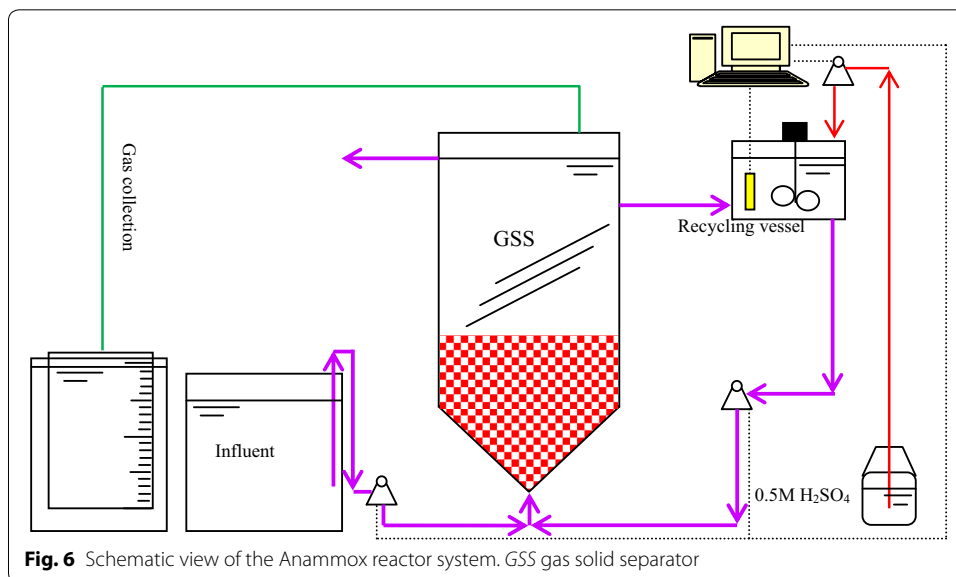 Gas collection
GSS
Recycling vessel
Influent
0.5M H₂SO₄
Fig. 6 Schematic view of the Anammox reactor system. GSS gas solid separator